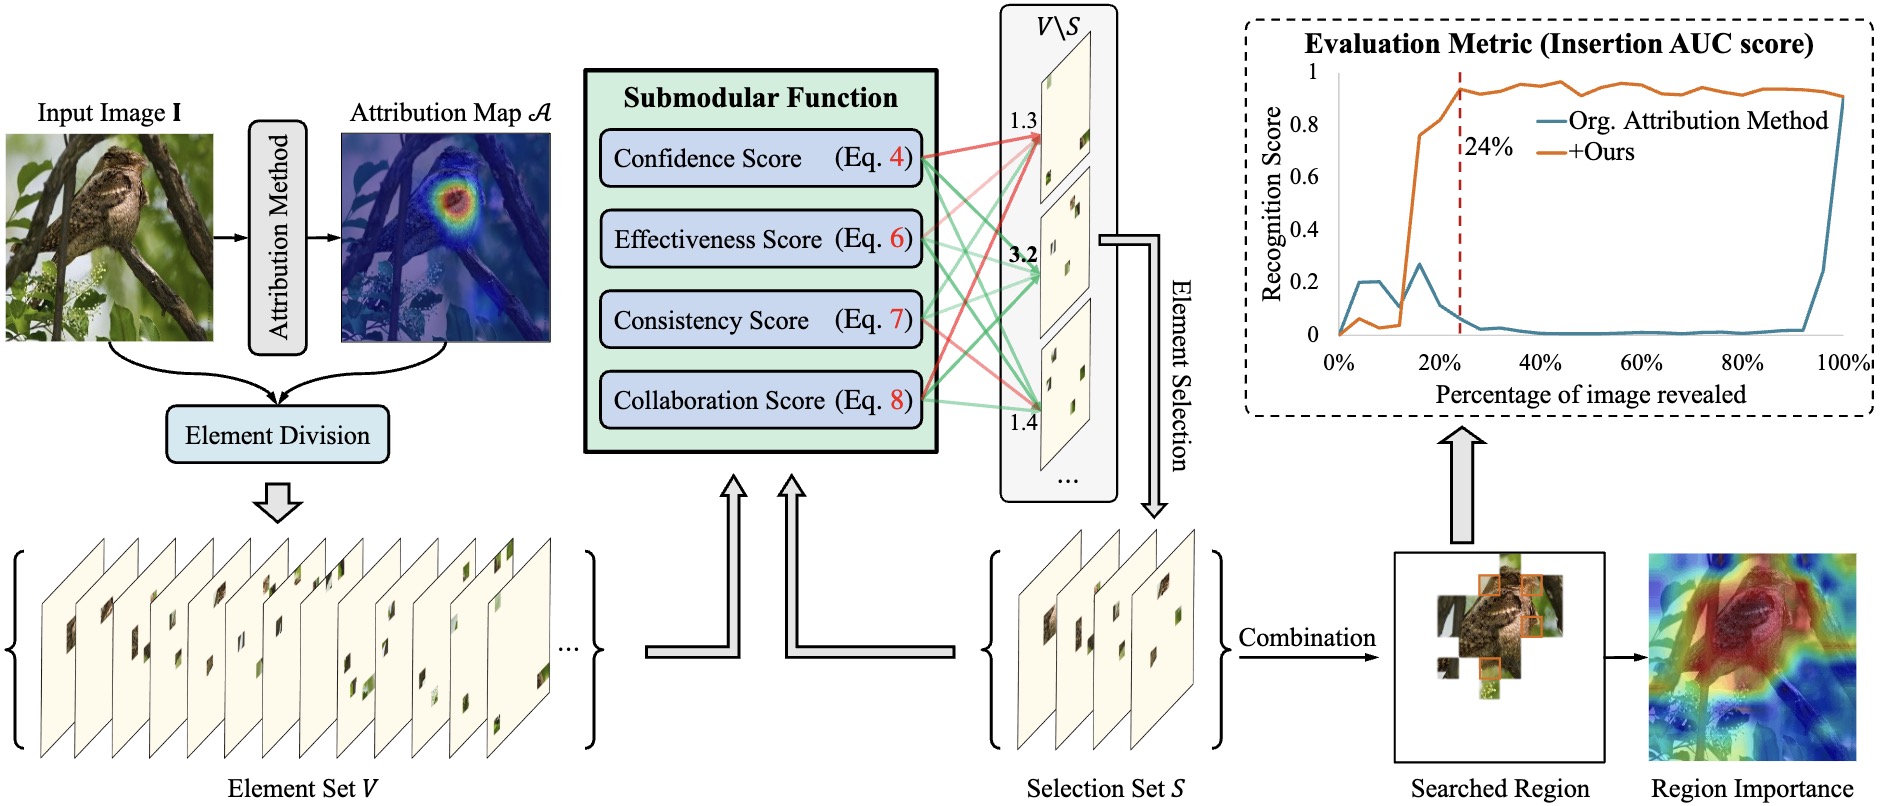 Input Image I
Attribution Method
Attribution Map 𝒜
Element Division
Element Set V
Submodular Function
Confidence Score (Eq. 4)
Effectiveness Score (Eq. 6)
Consistency Score (Eq. 7)
Collaboration Score (Eq. 8)
V\S
1.3
3.2
1.4
...
Element Selection
...
Selection Set S
Combination
Searched Region
Region Importance
Evaluation Metric (Insertion AUC score)
Recognition Score
1
0.8
0.6
0.4
0.2
0
Org. Attribution Method
+Ours
24%
0% 20% 40% 60% 80% 100%
Percentage of image revealed